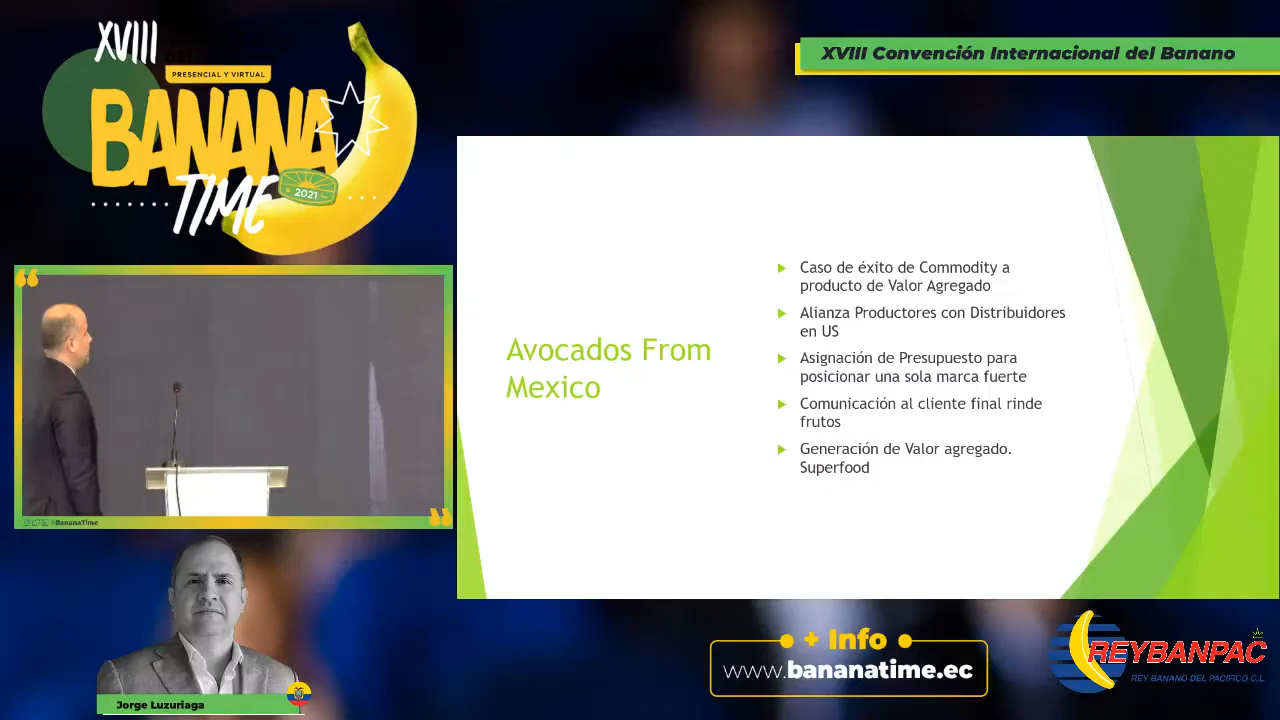 XVIII
PRESENCIAL Y VIRTUAL
BANANA
TIME
2021
XVIII Convención Internacional del Banano
Avocados From
Mexico
Caso de éxito de Commodity a
producto de Valor Agregado
Alianza Productores con Distribuidores
en US
Asignación de Presupuesto para
posicionar una sola marca fuerte
Comunicación al cliente final rinde
frutos
Generación de Valor agregado.
Superfood
#BananaTime
Jorge Luzuriaga
+ Info
www.bananatime.ec
REYBANPAC
REY BANANO DEL PACIFICO C.L.